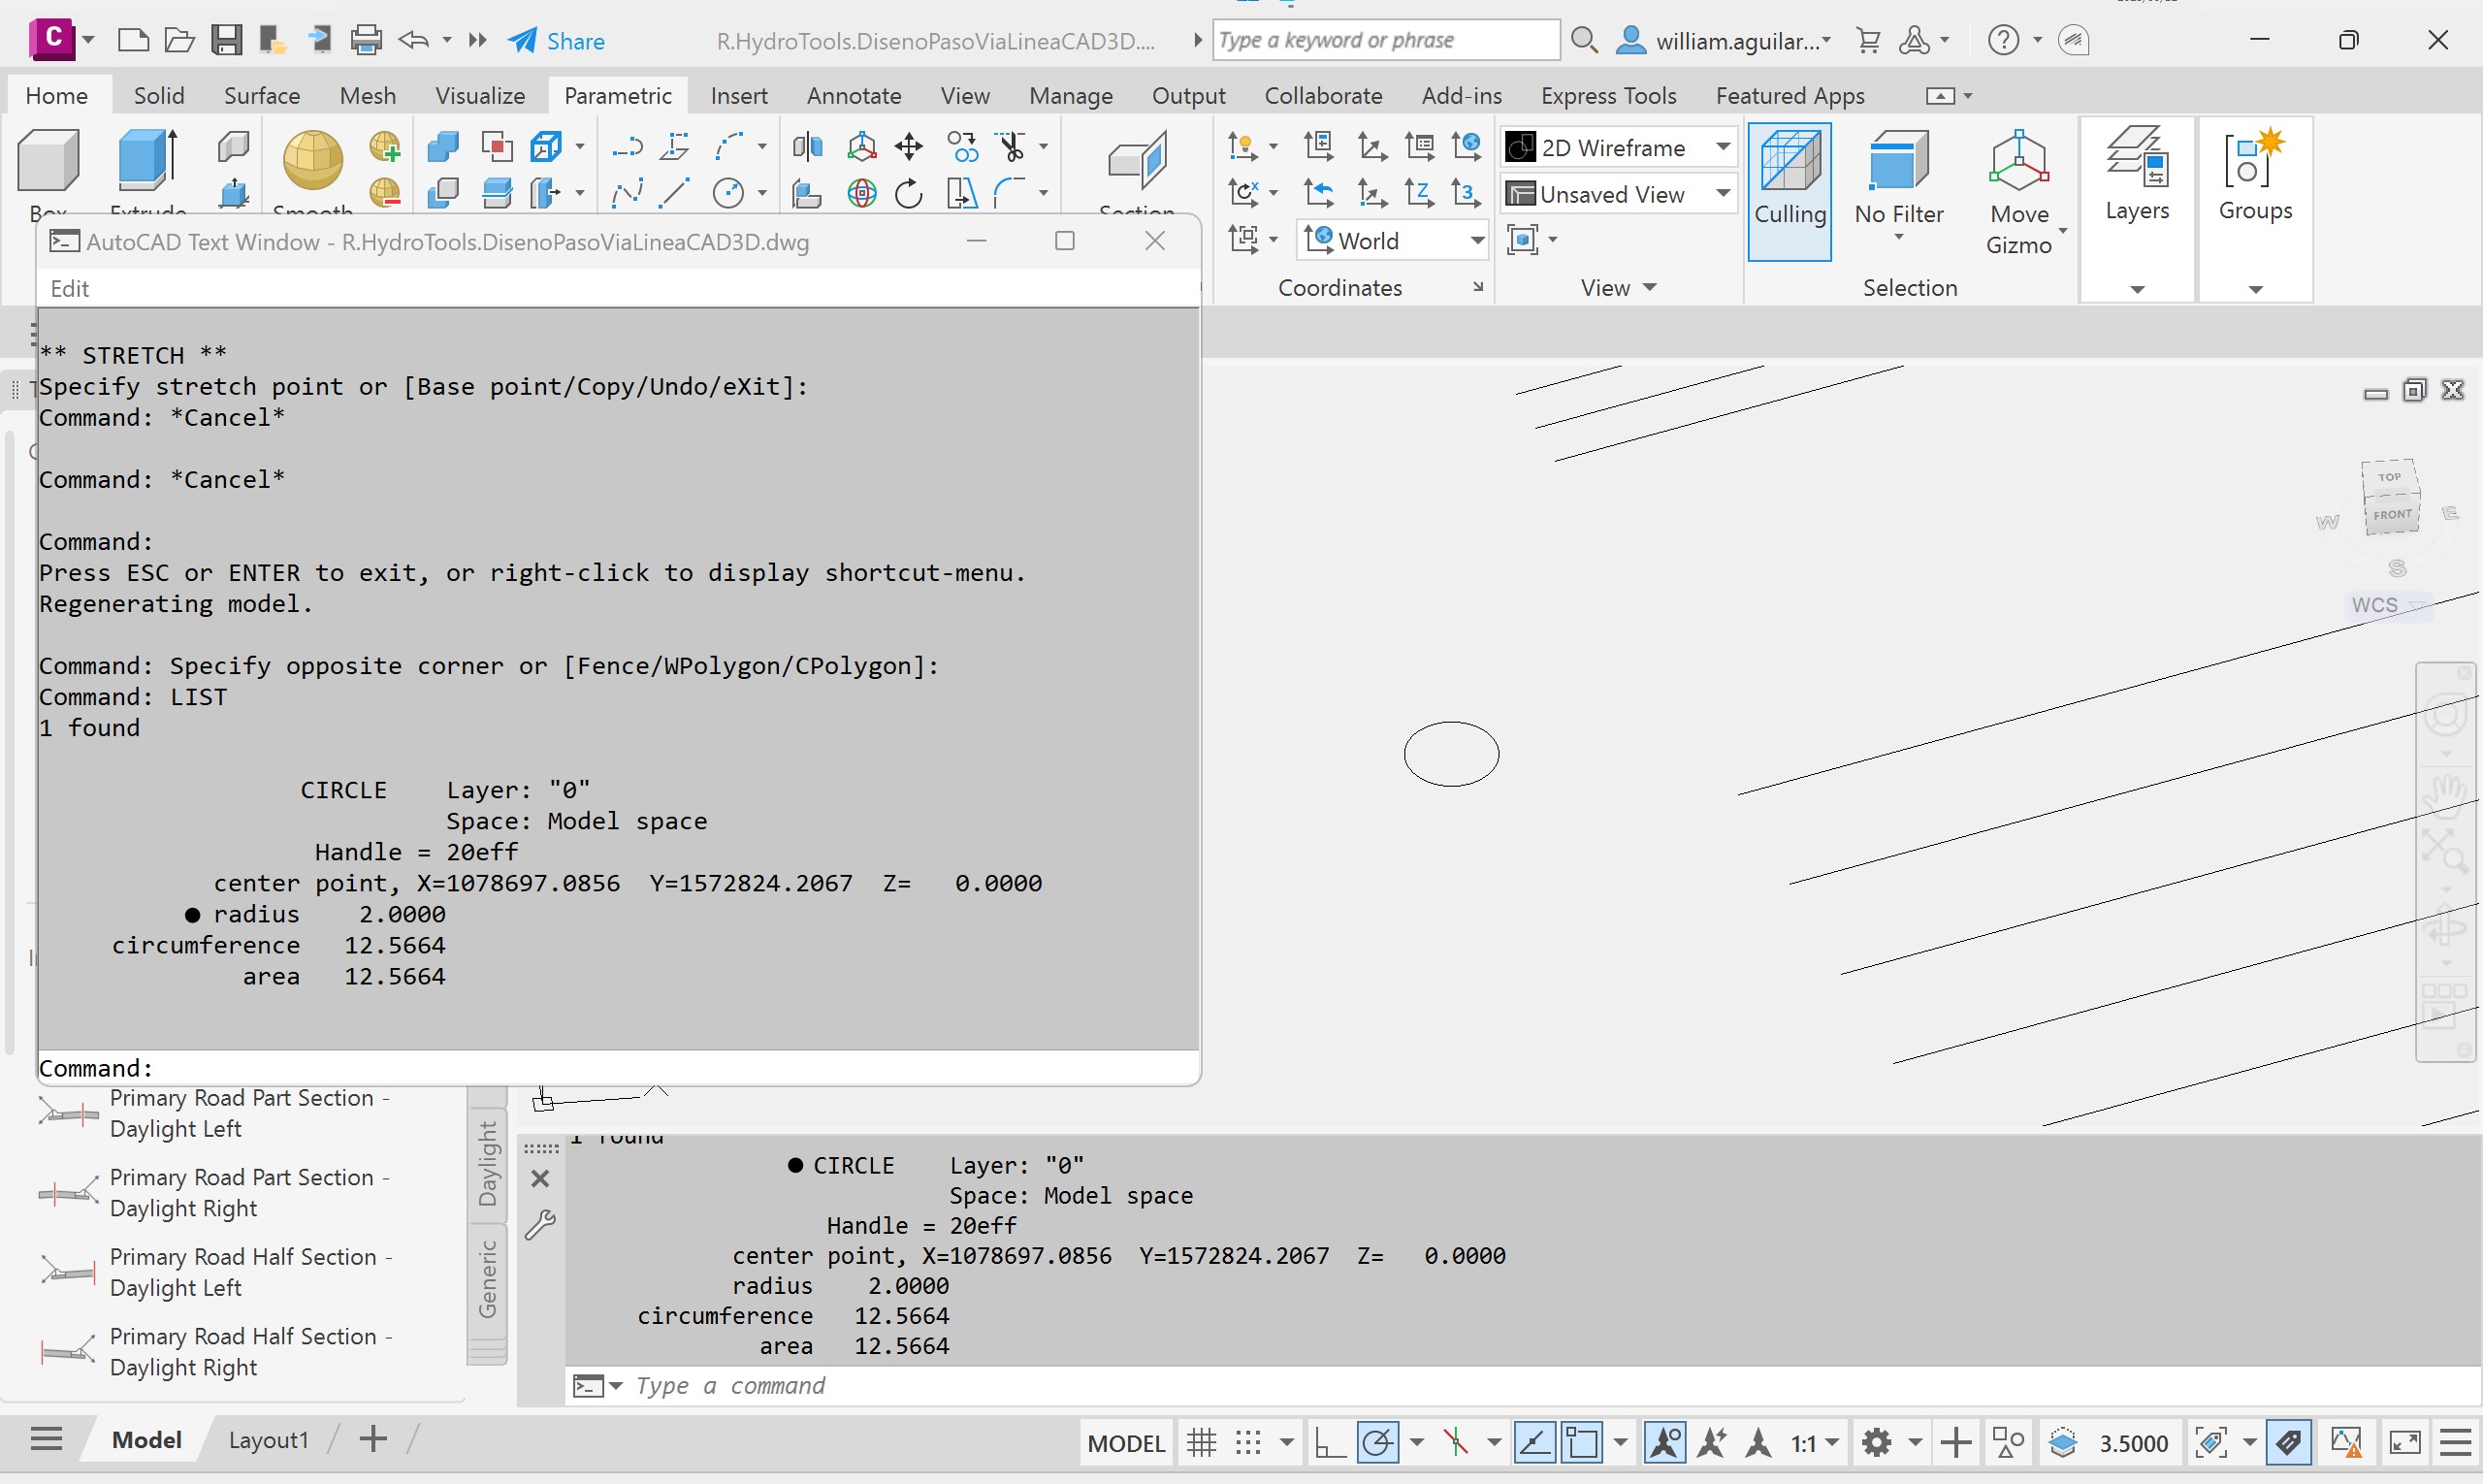 C
Share
R.HydroTools.DisenoPasoViaLineaCAD3D....
Type a keyword or phrase
william.aguilar...
Home Solid Surface Mesh Visualize Parametric Insert Annotate View Manage Output Collaborate Add-ins Express Tools Featured Apps
2D Wireframe
Unsaved View
World
Culling
No Filter
Move
Gizmo
Layers
Groups
Coordinates
View
Selection
AutoCAD Text Window - R.HydroTools.DisenoPasoViaLineaCAD3D.dwg
Edit
** STRETCH **
Specify stretch point or [Base point/Copy/Undo/eXit]:
Command: *Cancel*
Command: *Cancel*
Command:
Press ESC or ENTER to exit, or right-click to display shortcut-menu.
Regenerating model.
Command: Specify opposite corner or [Fence/WPolygon/CPolygon]:
Command: LIST
1 found
CIRCLE Layer: "0"
Space: Model space
Handle = 20eff
center point, X=1078697.0856 Y=1572824.2067 Z= 0.0000
● radius 2.0000
circumference 12.5664
area 12.5664
Command:
TOP
FRONT
W
E
S
WCS
Primary Road Part Section -
Daylight Left
Primary Road Part Section -
Daylight Right
Primary Road Half Section -
Daylight Left
Primary Road Half Section -
Daylight Right
Daylight
Generic
1 found
● CIRCLE Layer: "0"
Space: Model space
Handle = 20eff
center point, X=1078697.0856 Y=1572824.2067 Z= 0.0000
radius 2.0000
circumference 12.5664
area 12.5664
Type a command
Model Layout1
MODEL 1:1 3.5000